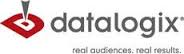 datalogix®
real audiences. real results.